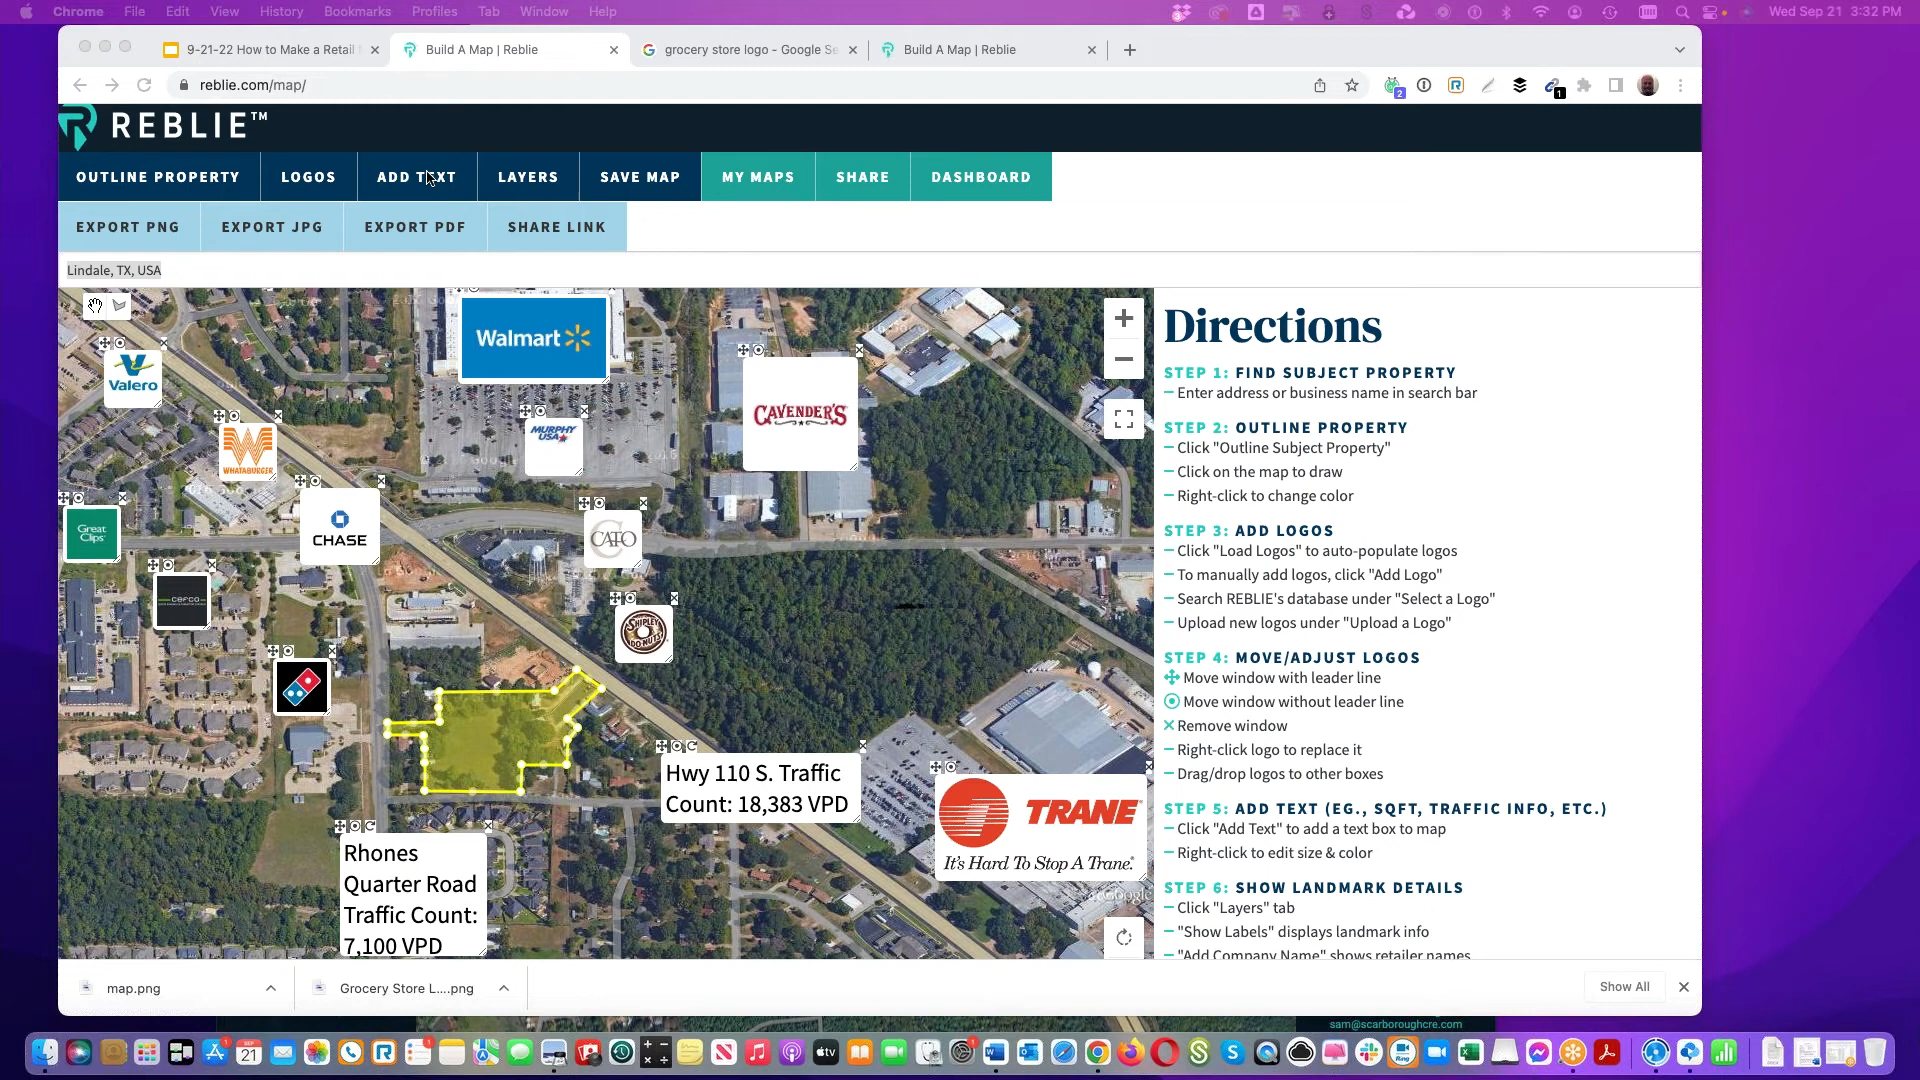 Chrome File Edit View History Bookmarks Profiles Tab Window Help Wed Sep 21 3:32 PM
9-21-22 How to Make a Retail
Build A Map | Reblie
grocery store logo - Google Se
Build A Map | Reblie
reblie.com/map/
REBLIE™
OUTLINE PROPERTY LOGOS ADD TEXT LAYERS SAVE MAP MY MAPS SHARE DASHBOARD
EXPORT PNG EXPORT JPG EXPORT PDF SHARE LINK
Lindale, TX, USA
Walmart
Valero
MURPHY
USA
CAVENDER'S
WHATABURGER
Great
Clips
CHASE
CATO
cefco
SHIPLEY
DO-NUTS
Hwy 110 S. Traffic
Count: 18,383 VPD
TRANE
It's Hard To Stop A Trane.
Rhones
Quarter Road
Traffic Count:
7,100 VPD
Google
Directions
STEP 1: FIND SUBJECT PROPERTY
Enter address or business name in search bar
STEP 2: OUTLINE PROPERTY
Click "Outline Subject Property"
Click on the map to draw
Right-click to change color
STEP 3: ADD LOGOS
Click "Load Logos" to auto-populate logos
To manually add logos, click "Add Logo"
Search REBLIE's database under "Select a Logo"
Upload new logos under "Upload a Logo"
STEP 4: MOVE/ADJUST LOGOS
Move window with leader line
Move window without leader line
Remove window
Right-click logo to replace it
Drag/drop logos to other boxes
STEP 5: ADD TEXT (EG., SQFT, TRAFFIC INFO, ETC.)
Click "Add Text" to add a text box to map
Right-click to edit size & color
STEP 6: SHOW LANDMARK DETAILS
Click "Layers" tab
"Show Labels" displays landmark info
"Add Company Name" shows retailer names
map.png
Grocery Store L....png
Show All
sam@scarboroughcre.com